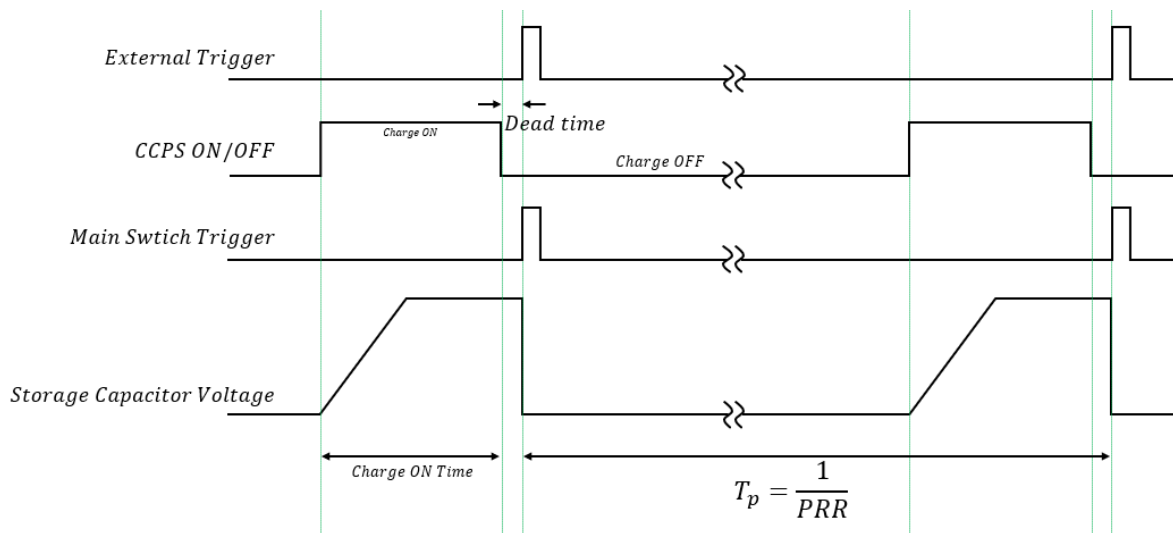 External Trigger
Dead time
Charge ON
CCPS ON/OFF
Charge OFF
Main Swtich Trigger
Storage Capacitor Voltage
Charge ON Time
T_p = 1/PRR